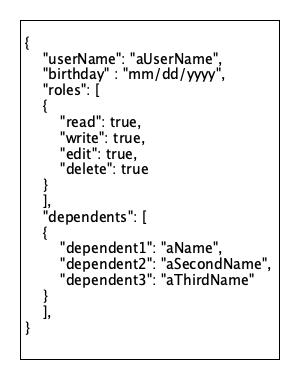 {
"userName": "aUserName",
"birthday" : "mm/dd/yyyy",
"roles": [
{
"read": true,
"write": true,
"edit": true,
"delete": true
}
],
"dependents": [
{
"dependent1": "aName",
"dependent2": "aSecondName",
"dependent3": "aThirdName"
}
],
}